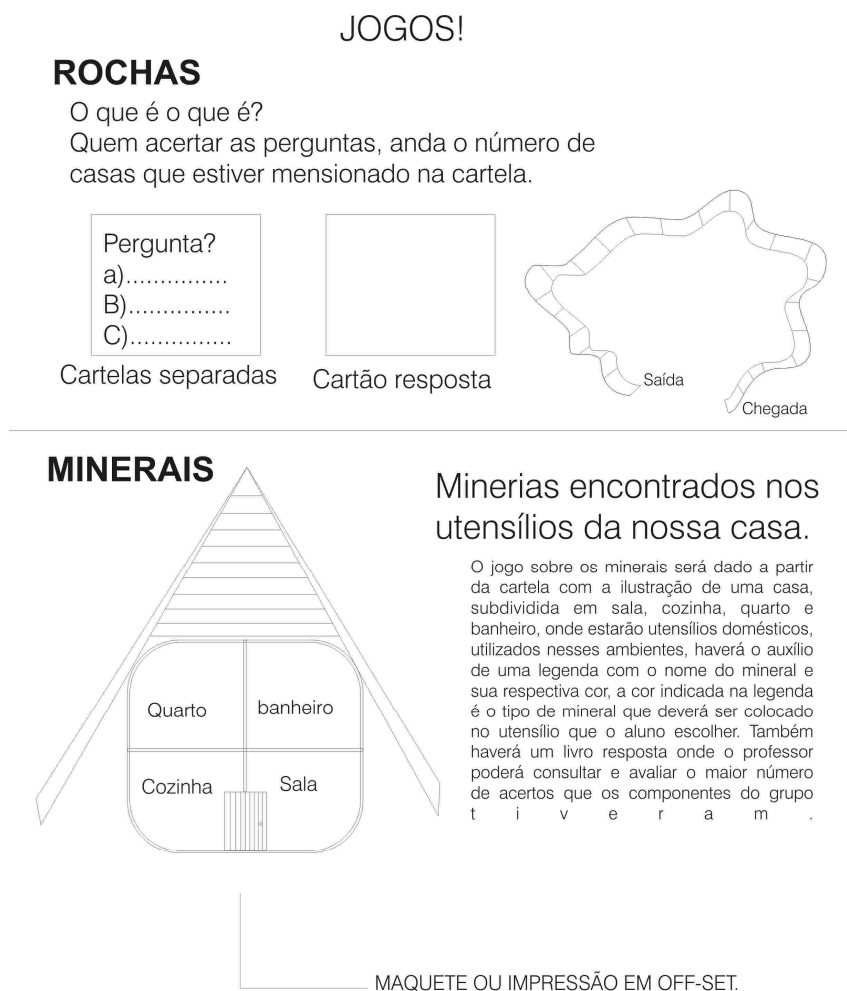 JOGOS!
ROCHAS
O que é o que é?
Quem acertar as perguntas, anda o número de
casas que estiver mensionado na cartela.
Pergunta?
a)...............
B)...............
C)...............
Cartelas separadas
Cartão resposta
Saída
Chegada
MINERAIS
Minerias encontrados nos
utensílios da nossa casa.
O jogo sobre os minerais será dado a partir
da cartela com a ilustração de uma casa,
subdividida em sala, cozinha, quarto e
banheiro, onde estarão utensílios domésticos,
utilizados nesses ambientes, haverá o auxílio
de uma legenda com o nome do mineral e
sua respectiva cor, a cor indicada na legenda
é o tipo de mineral que deverá ser colocado
no utensílio que o aluno escolher. Também
haverá um livro resposta onde o professor
poderá consultar e avaliar o maior número
de acertos que os componentes do grupo
tiveram.
Quarto
banheiro
Cozinha
Sala
MAQUETE OU IMPRESSÃO EM OFF-SET.